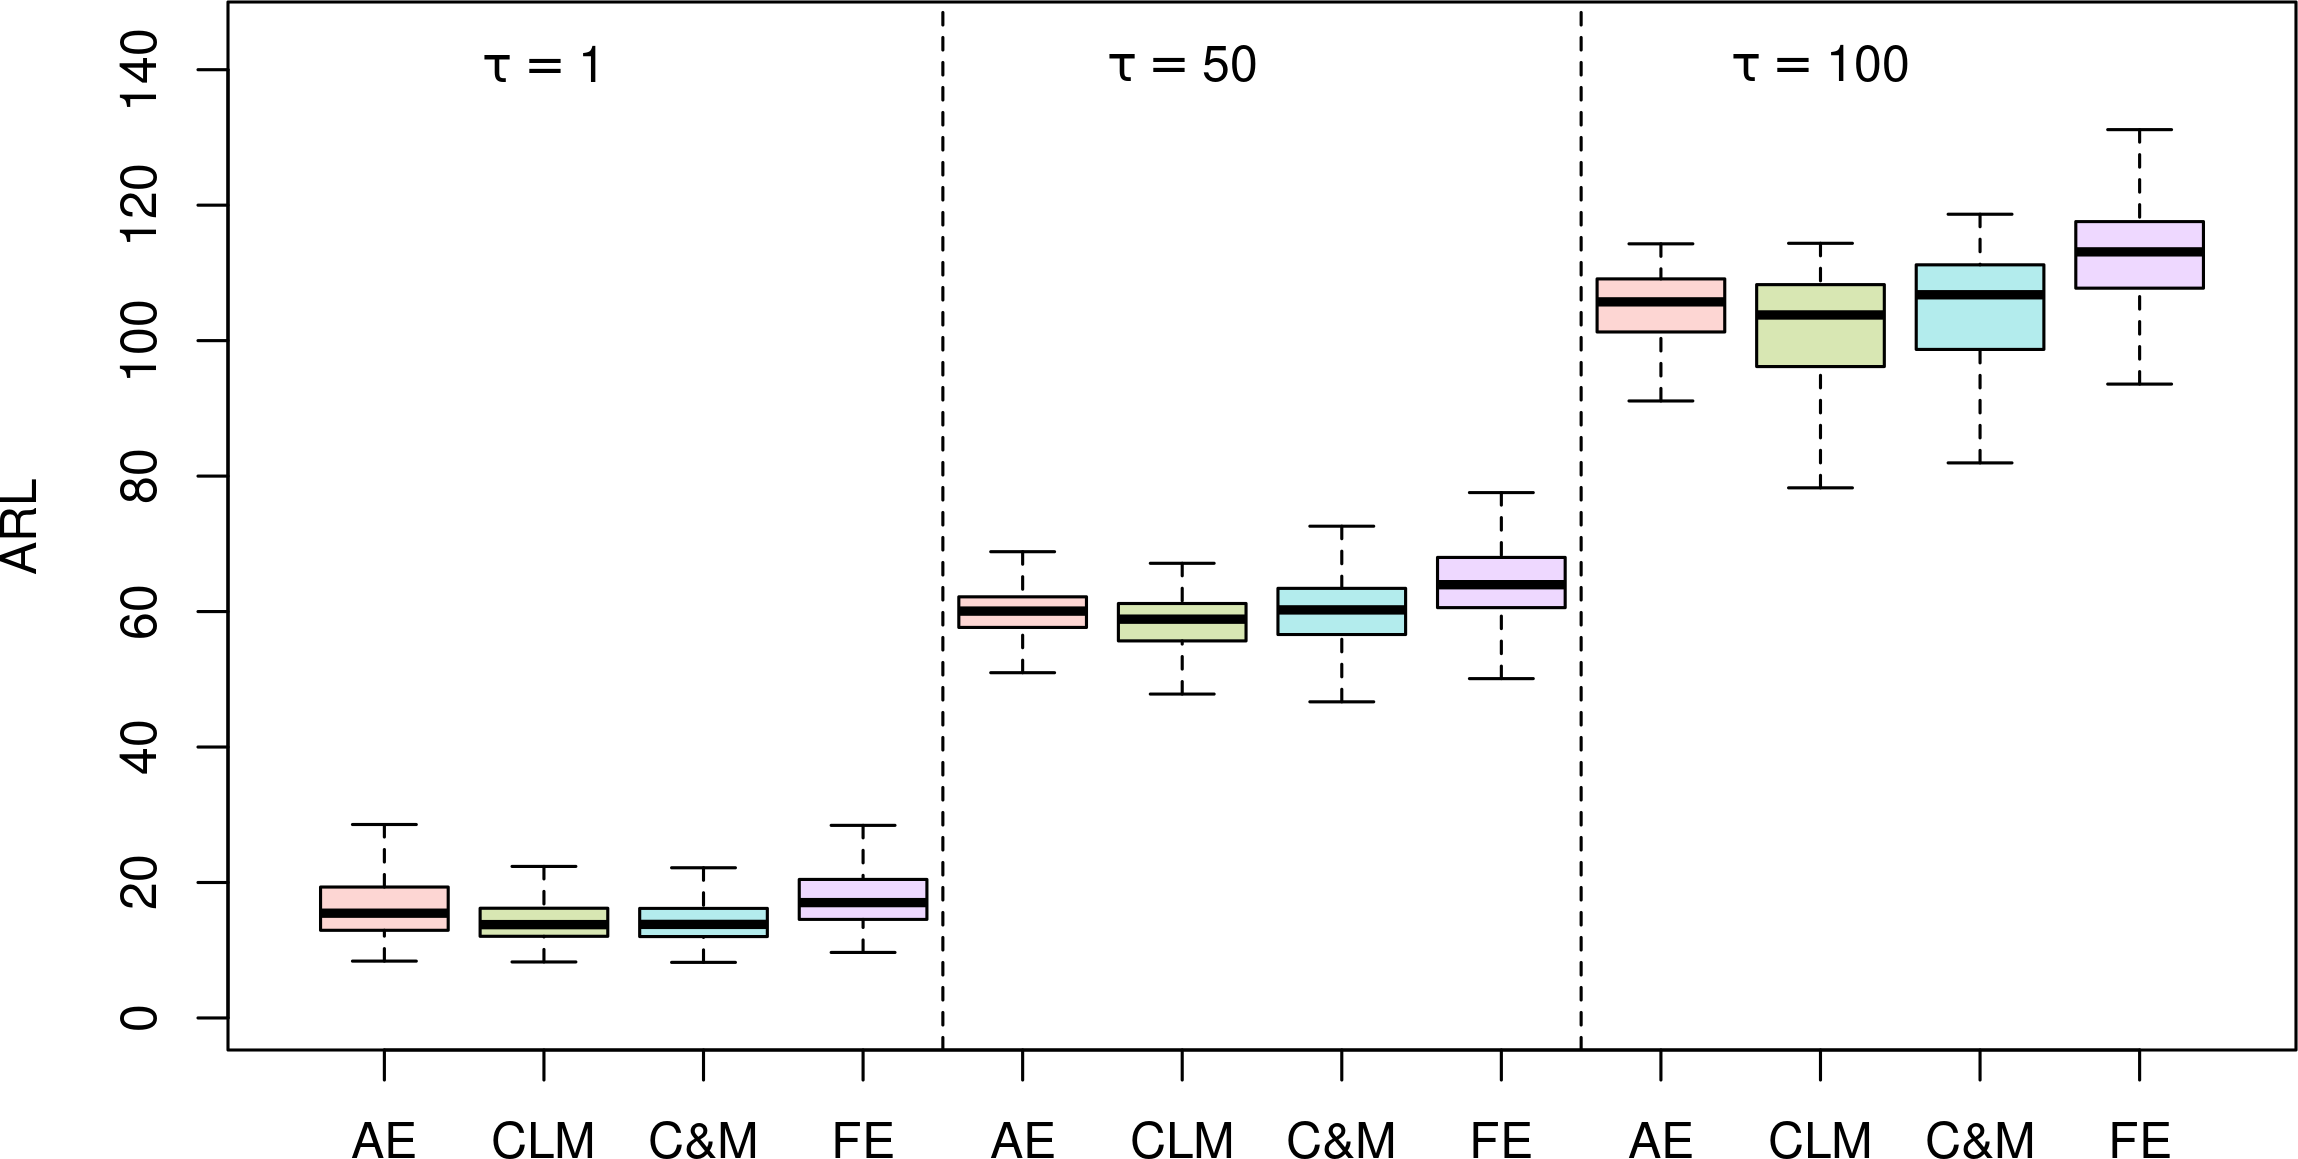 τ = 1
τ = 50
τ = 100
140
120
100
80
60
40
20
0
ARL
AE CLM C&M FE AE CLM C&M FE AE CLM C&M FE